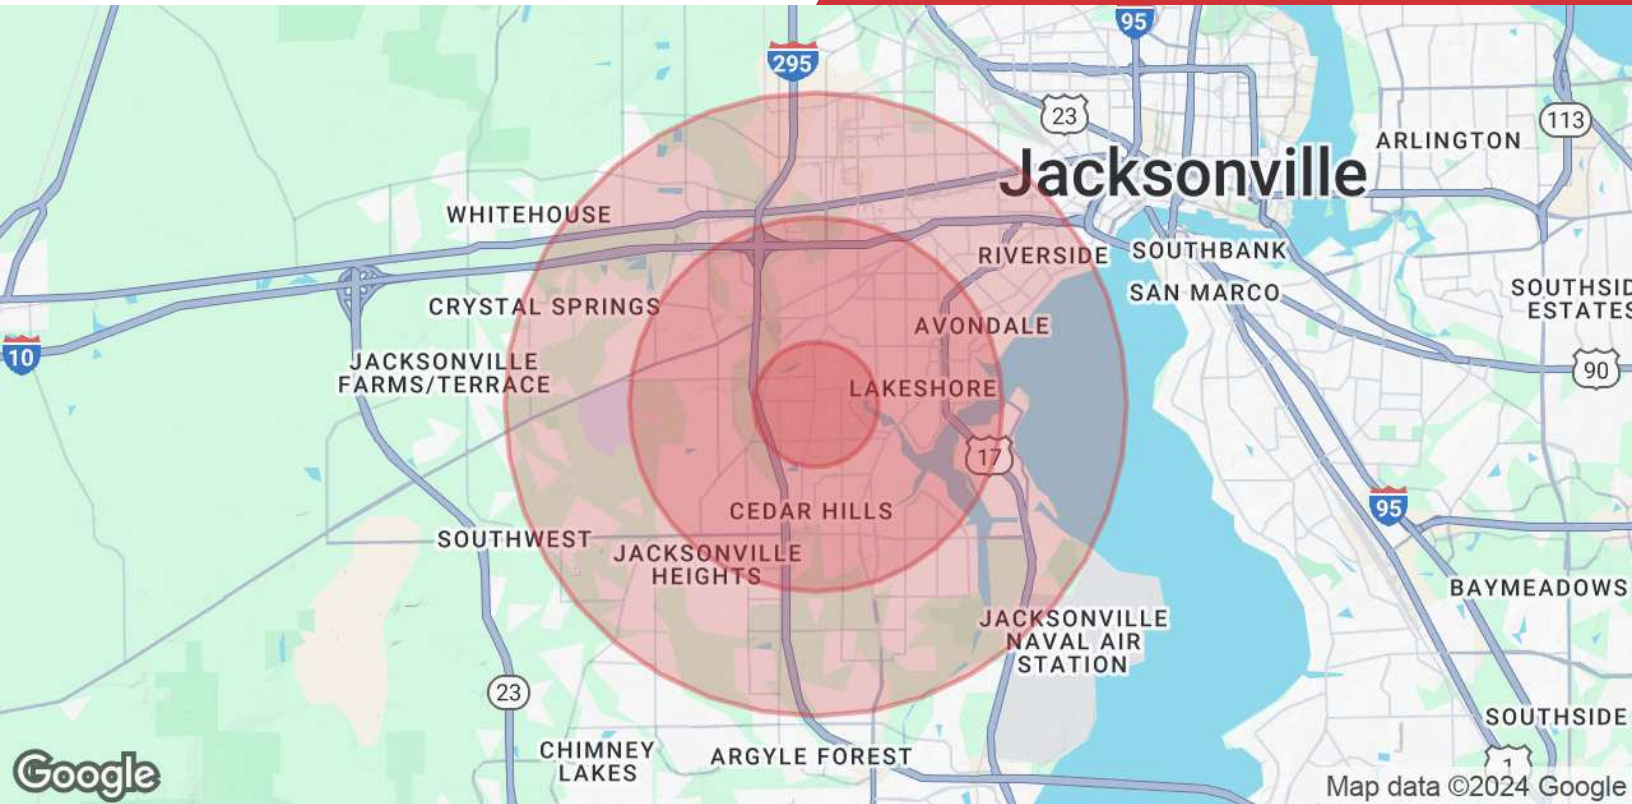 95
295
23
113
ARLINGTON
Jacksonville
WHITEHOUSE
RIVERSIDE
SOUTHBANK
SAN MARCO
SOUTHSID
ESTATES
CRYSTAL SPRINGS
AVONDALE
10
JACKSONVILLE
FARMS/TERRACE
90
LAKESHORE
17
95
CEDAR HILLS
SOUTHWEST
JACKSONVILLE
HEIGHTS
BAYMEADOWS
JACKSONVILLE
NAVAL AIR
STATION
23
SOUTHSIDE
CHIMNEY
LAKES
ARGYLE FOREST
1
Google
Map data ©2024 Google